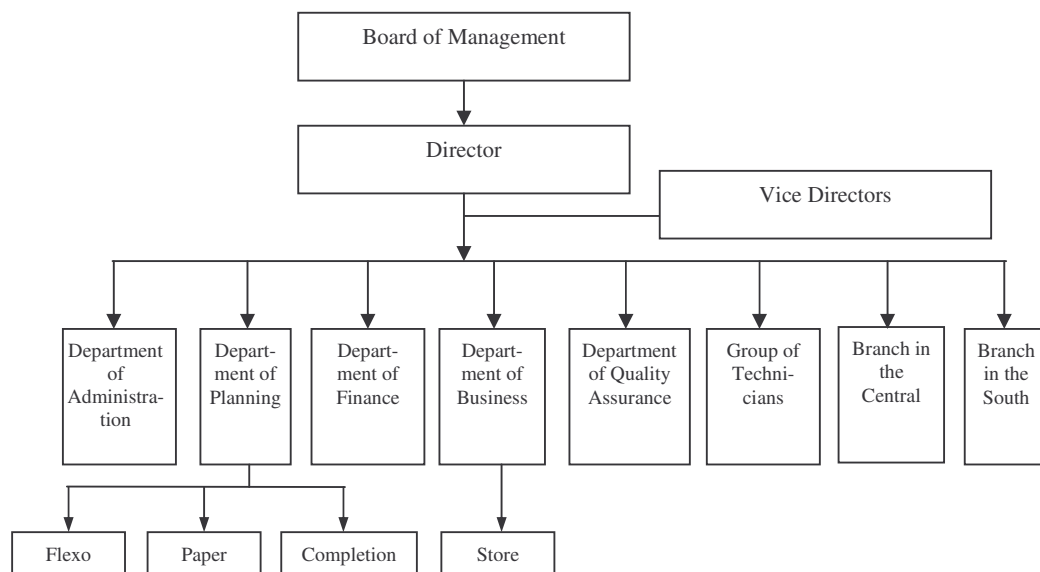 Board of Management
Director
Vice Directors
Department
of
Administra-
tion
Depart-
ment of
Planning
Depart-
ment of
Finance
Depart-
ment of
Business
Department
of Quality
Assurance
Group of
Techni-
cians
Branch in
the
Central
Branch
in the
South
Flexo
Paper
Completion
Store